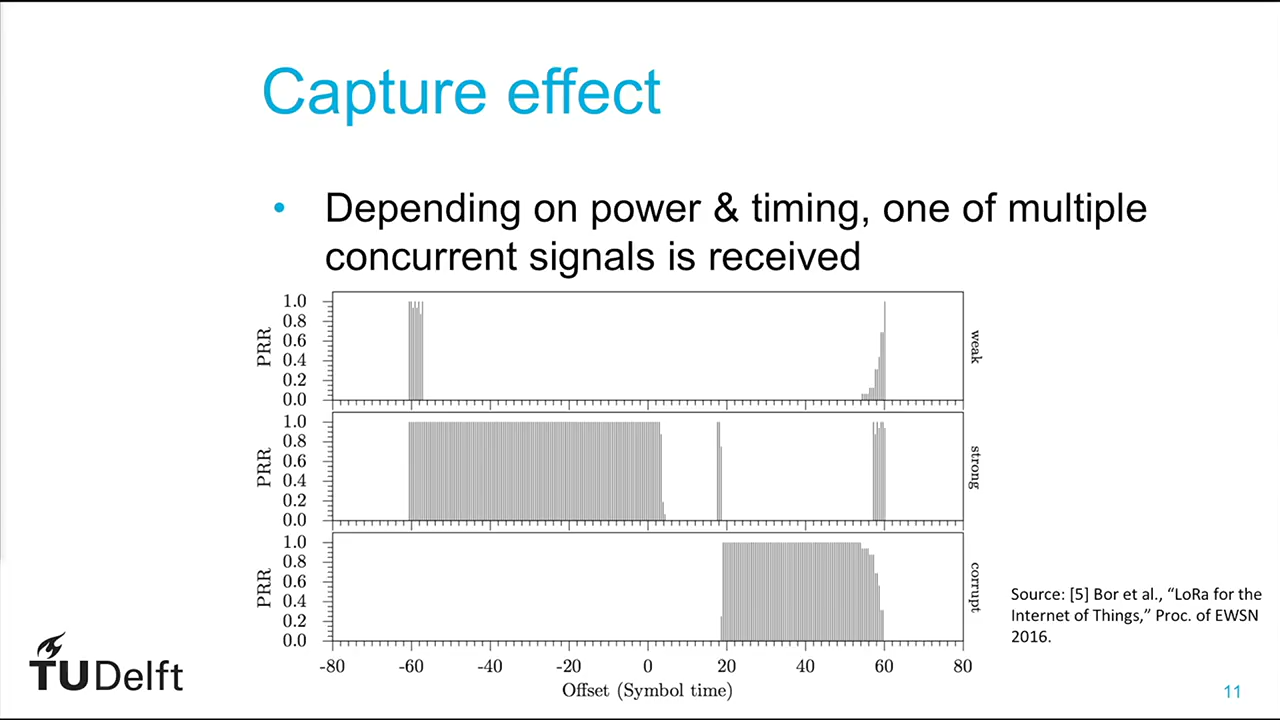 Capture effect
• Depending on power & timing, one of multiple
concurrent signals is received
1.0
0.8
0.6
0.4
0.2
0.0
PRR
weak
1.0
0.8
0.6
0.4
0.2
0.0
PRR
strong
1.0
0.8
0.6
0.4
0.2
0.0
PRR
corrupt
-80 -60 -40 -20 0 20 40 60 80
Offset (Symbol time)
Source: [5] Bor et al., “LoRa for the
Internet of Things,” Proc. of EWSN
2016.
TUDelft
11